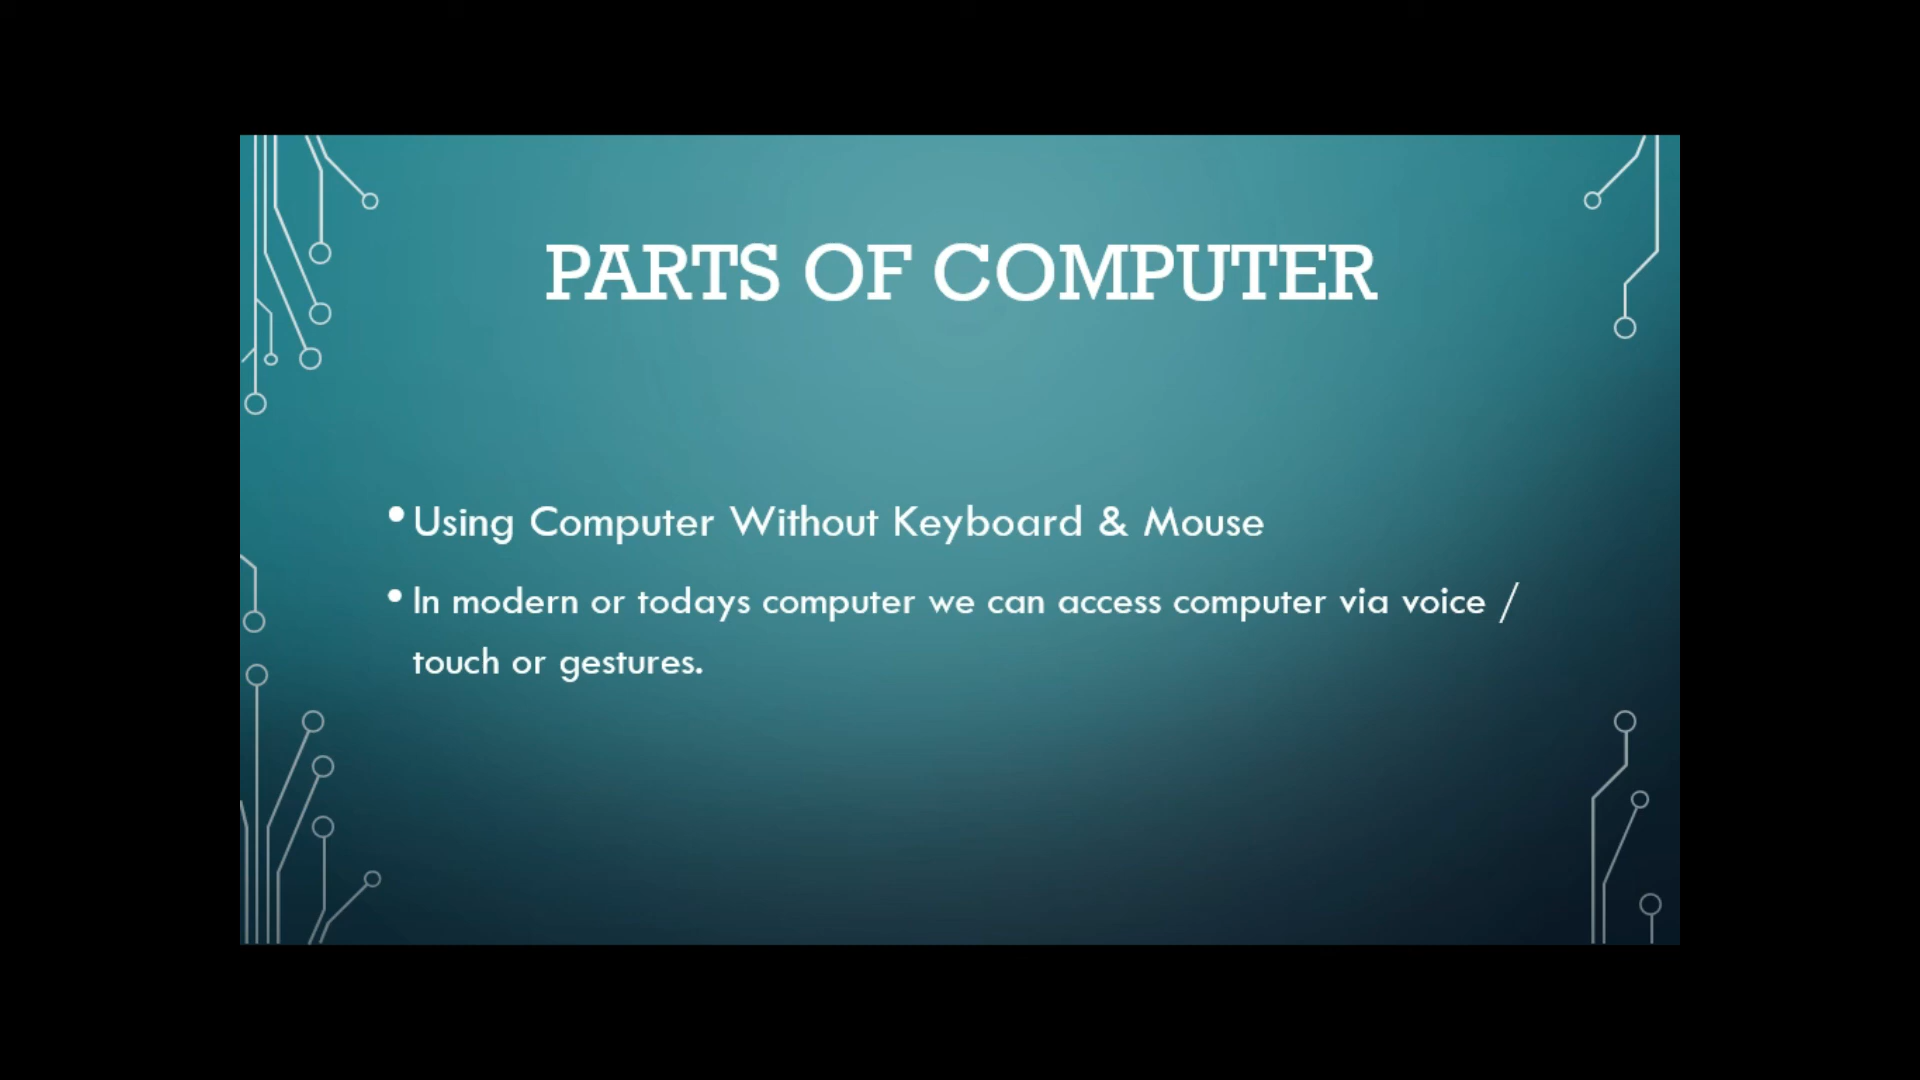 PARTS OF COMPUTER
•Using Computer Without Keyboard & Mouse
•In modern or todays computer we can access computer via voice /
touch or gestures.